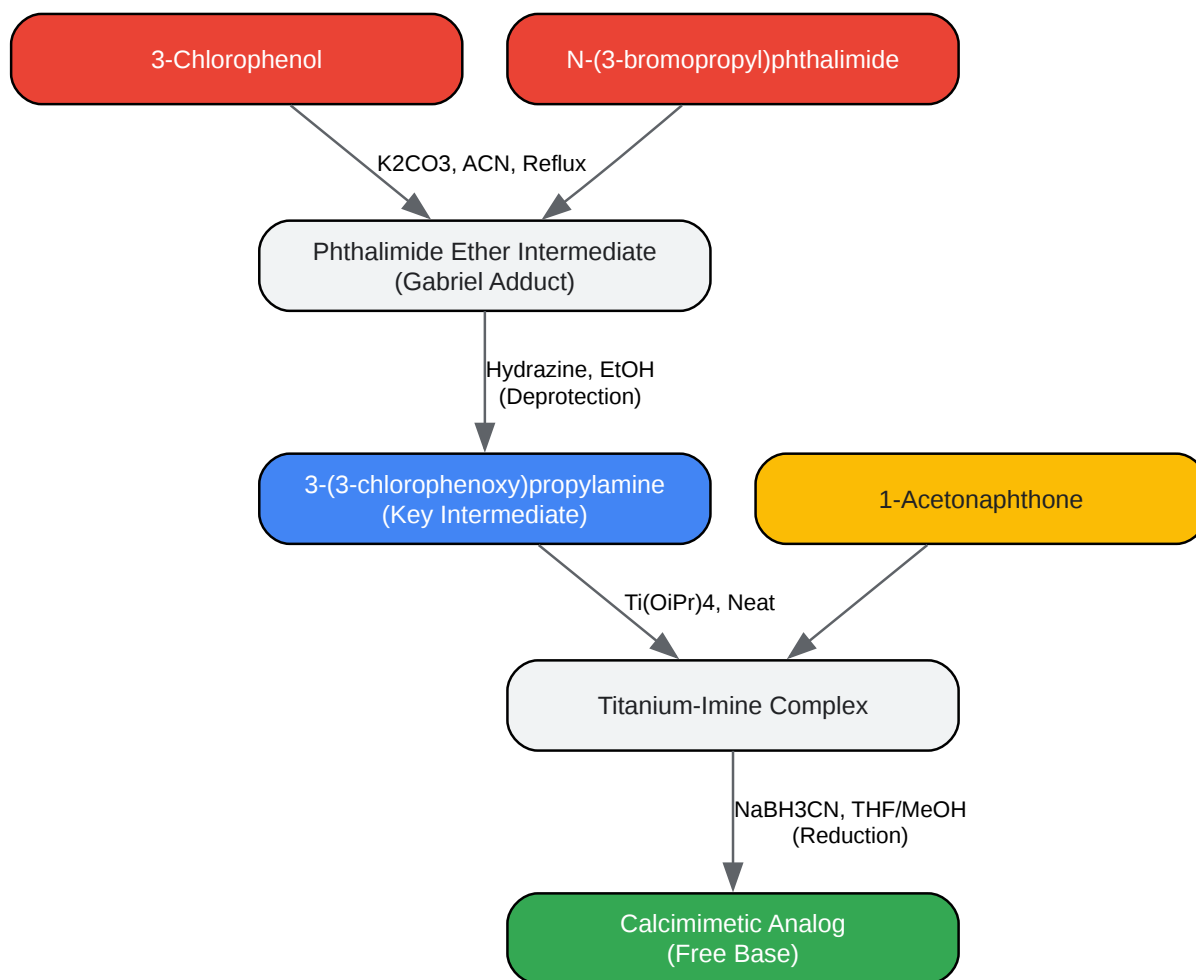 3-Chlorophenol
N-(3-bromopropyl)phthalimide
K2CO3, ACN, Reflux
Phthalimide Ether Intermediate
(Gabriel Adduct)
Hydrazine, EtOH
(Deprotection)
3-(3-chlorophenoxy)propylamine
(Key Intermediate)
1-Acetonaphthone
Ti(OiPr)4, Neat
Titanium-Imine Complex
NaBH3CN, THF/MeOH
(Reduction)
Calcimimetic Analog
(Free Base)